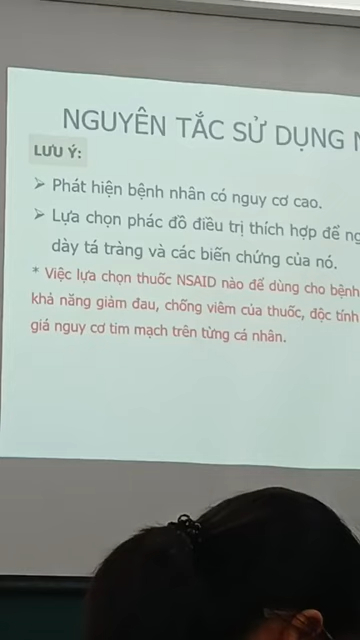 NGUYÊN TẮC SỬ DỤNG
LƯU Ý:
➢ Phát hiện bệnh nhân có nguy cơ cao.
➢ Lựa chọn phác đồ điều trị thích hợp để
dày tá tràng và các biến chứng của nó.
* Việc lựa chọn thuốc NSAID nào để dùng cho bệnh
khả năng giảm đau, chống viêm của thuốc, độc tính
giá nguy cơ tim mạch trên từng cá nhân.